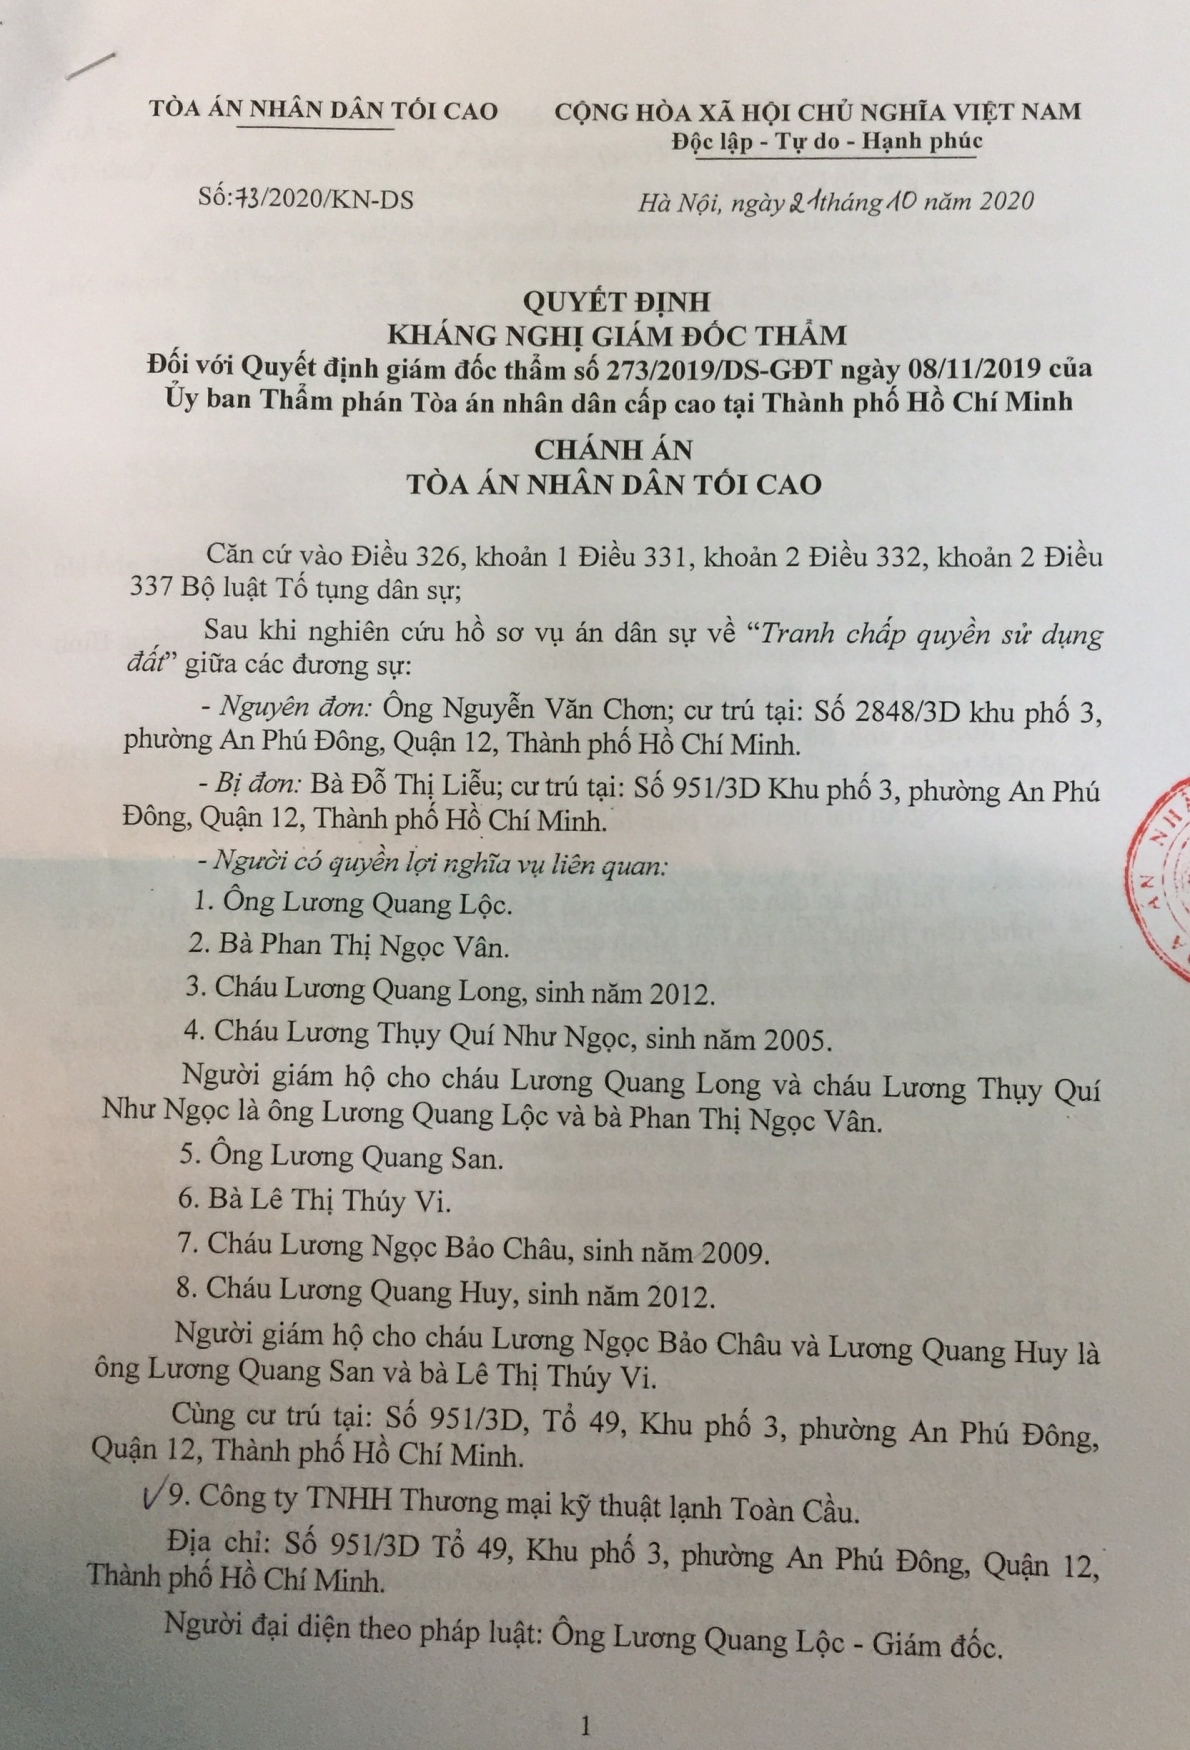 TÒA ÁN NHÂN DÂN TỐI CAO
CỘNG HÒA XÃ HỘI CHỦ NGHĨA VIỆT NAM
Độc lập - Tự do - Hạnh phúc
Số:73/2020/KN-DS
Hà Nội, ngày 21 tháng 10 năm 2020
QUYẾT ĐỊNH
KHÁNG NGHỊ GIÁM ĐỐC THẨM
Đối với Quyết định giám đốc thẩm số 273/2019/DS-GĐT ngày 08/11/2019 của
Ủy ban Thẩm phán Tòa án nhân dân cấp cao tại Thành phố Hồ Chí Minh
CHÁNH ÁN
TÒA ÁN NHÂN DÂN TỐI CAO
Căn cứ vào Điều 326, khoản 1 Điều 331, khoản 2 Điều 332, khoản 2 Điều
337 Bộ luật Tố tụng dân sự;
Sau khi nghiên cứu hồ sơ vụ án dân sự về “Tranh chấp quyền sử dụng
đất” giữa các đương sự:
- Nguyên đơn: Ông Nguyễn Văn Chơn; cư trú tại: Số 2848/3D khu phố 3,
phường An Phú Đông, Quận 12, Thành phố Hồ Chí Minh.
- Bị đơn: Bà Đỗ Thị Liễu; cư trú tại: Số 951/3D Khu phố 3, phường An Phú
Đông, Quận 12, Thành phố Hồ Chí Minh.
- Người có quyền lợi nghĩa vụ liên quan:
1. Ông Lương Quang Lộc.
2. Bà Phan Thị Ngọc Vân.
3. Cháu Lương Quang Long, sinh năm 2012.
4. Cháu Lương Thụy Quí Như Ngọc, sinh năm 2005.
Người giám hộ cho cháu Lương Quang Long và cháu Lương Thụy Quí
Như Ngọc là ông Lương Quang Lộc và bà Phan Thị Ngọc Vân.
5. Ông Lương Quang San.
6. Bà Lê Thị Thúy Vi.
7. Cháu Lương Ngọc Bảo Châu, sinh năm 2009.
8. Cháu Lương Quang Huy, sinh năm 2012.
Người giám hộ cho cháu Lương Ngọc Bảo Châu và Lương Quang Huy là
ông Lương Quang San và bà Lê Thị Thúy Vi.
Cùng cư trú tại: Số 951/3D, Tổ 49, Khu phố 3, phường An Phú Đông,
Quận 12, Thành phố Hồ Chí Minh.
9. Công ty TNHH Thương mại kỹ thuật lạnh Toàn Cầu.
Địa chỉ: Số 951/3D Tổ 49, Khu phố 3, phường An Phú Đông, Quận 12,
Thành phố Hồ Chí Minh.
Người đại diện theo pháp luật: Ông Lương Quang Lộc - Giám đốc.
1